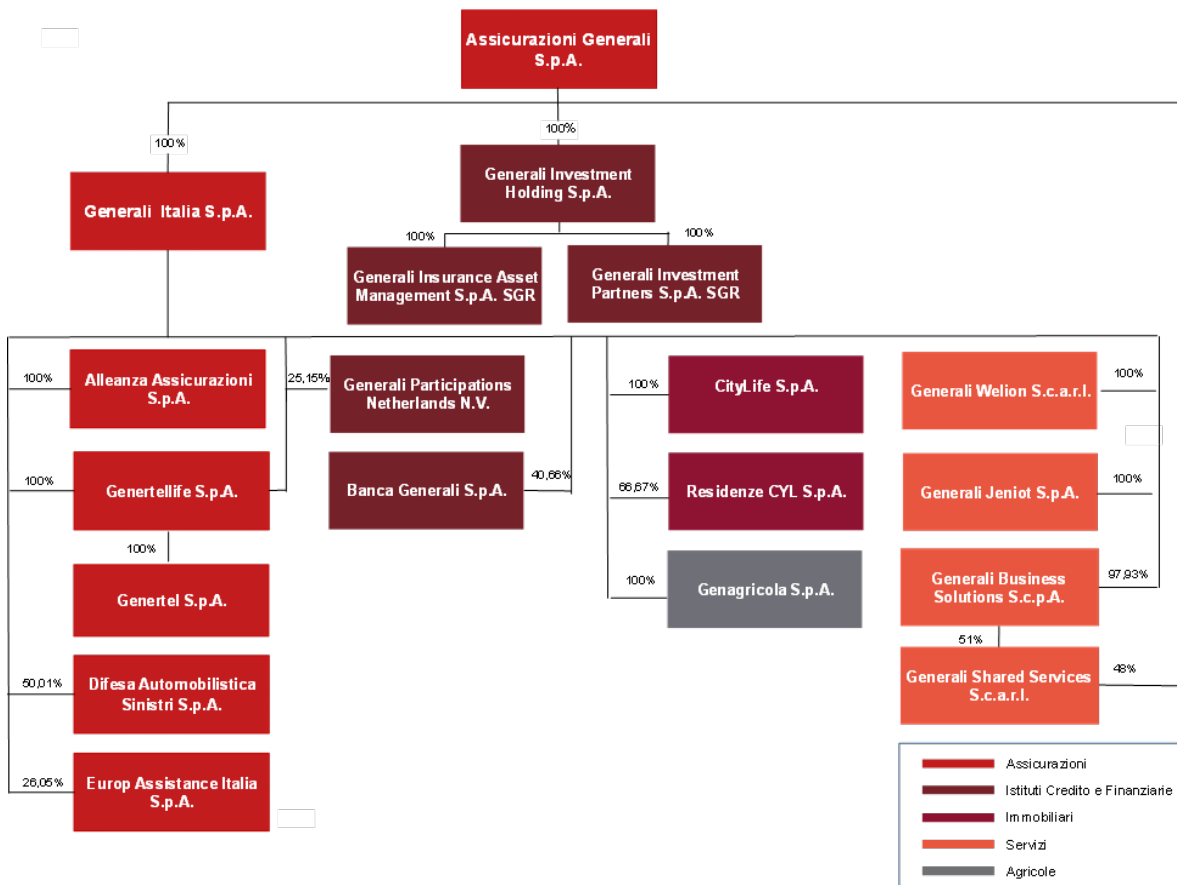 Assicurazioni Generali
S.p.A.
100%
100%
Generali Investment
Holding S.p.A.
Generali Italia S.p.A.
100%
100%
Generali Insurance Asset
Management S.p.A. SGR
Generali Investment
Partners S.p.A. SGR
100%
Alleanza Assicurazioni
S.p.A.
25,15%
Generali Participations
Netherlands N.V.
100%
CityLife S.p.A.
Generali Welion S.c.a.r.l.
100%
100%
Genertellife S.p.A.
Banca Generali S.p.A.
40,66%
66,67%
Residenze CYL S.p.A.
Generali Jeniot S.p.A.
100%
100%
Genertel S.p.A.
100%
Genagricola S.p.A.
Generali Business
Solutions S.c.p.A.
97,93%
51%
50,01%
Difesa Automobilistica
Sinistri S.p.A.
Generali Shared Services
S.c.a.r.l.
48%
26,05%
Europ Assistance Italia
S.p.A.
Assicurazioni
Istituti Credito e Finanziarie
Immobiliari
Servizi
Agricole